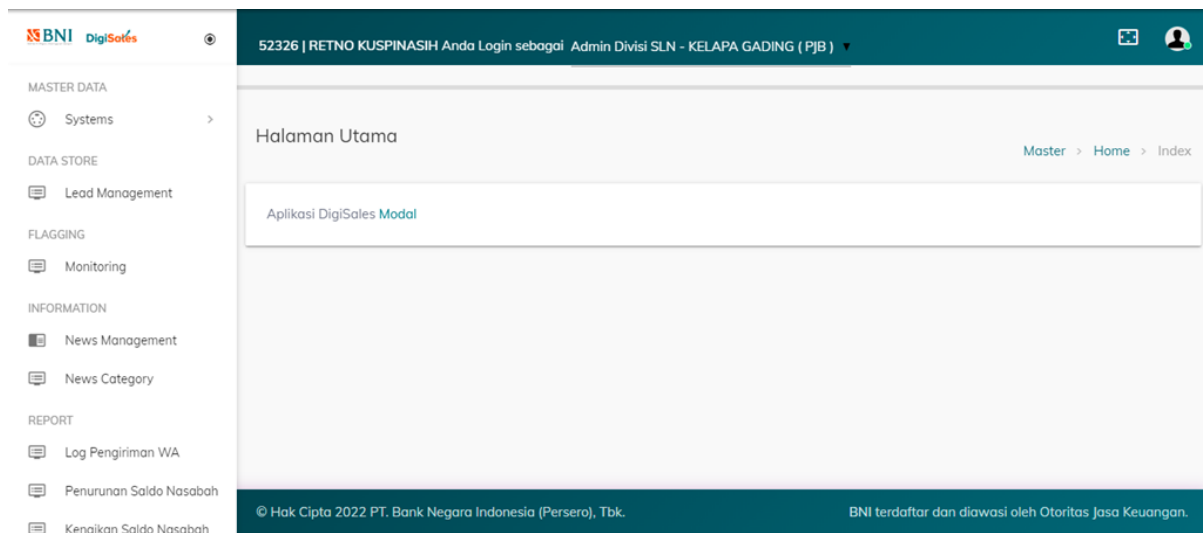 BNI DigiSales
52326 | RETNO KUSPINASIH Anda Login sebagai Admin Divisi SLN - KELAPA GADING ( PJB )
MASTER DATA
Systems
DATA STORE
Lead Management
FLAGGING
Monitoring
INFORMATION
News Management
News Category
REPORT
Log Pengiriman WA
Penurunan Saldo Nasabah
Kenaikan Saldo Nasabah
Halaman Utama
Master > Home > Index
Aplikasi DigiSales Modal
© Hak Cipta 2022 PT. Bank Negara Indonesia (Persero), Tbk.
BNI terdaftar dan diawasi oleh Otoritas Jasa Keuangan.